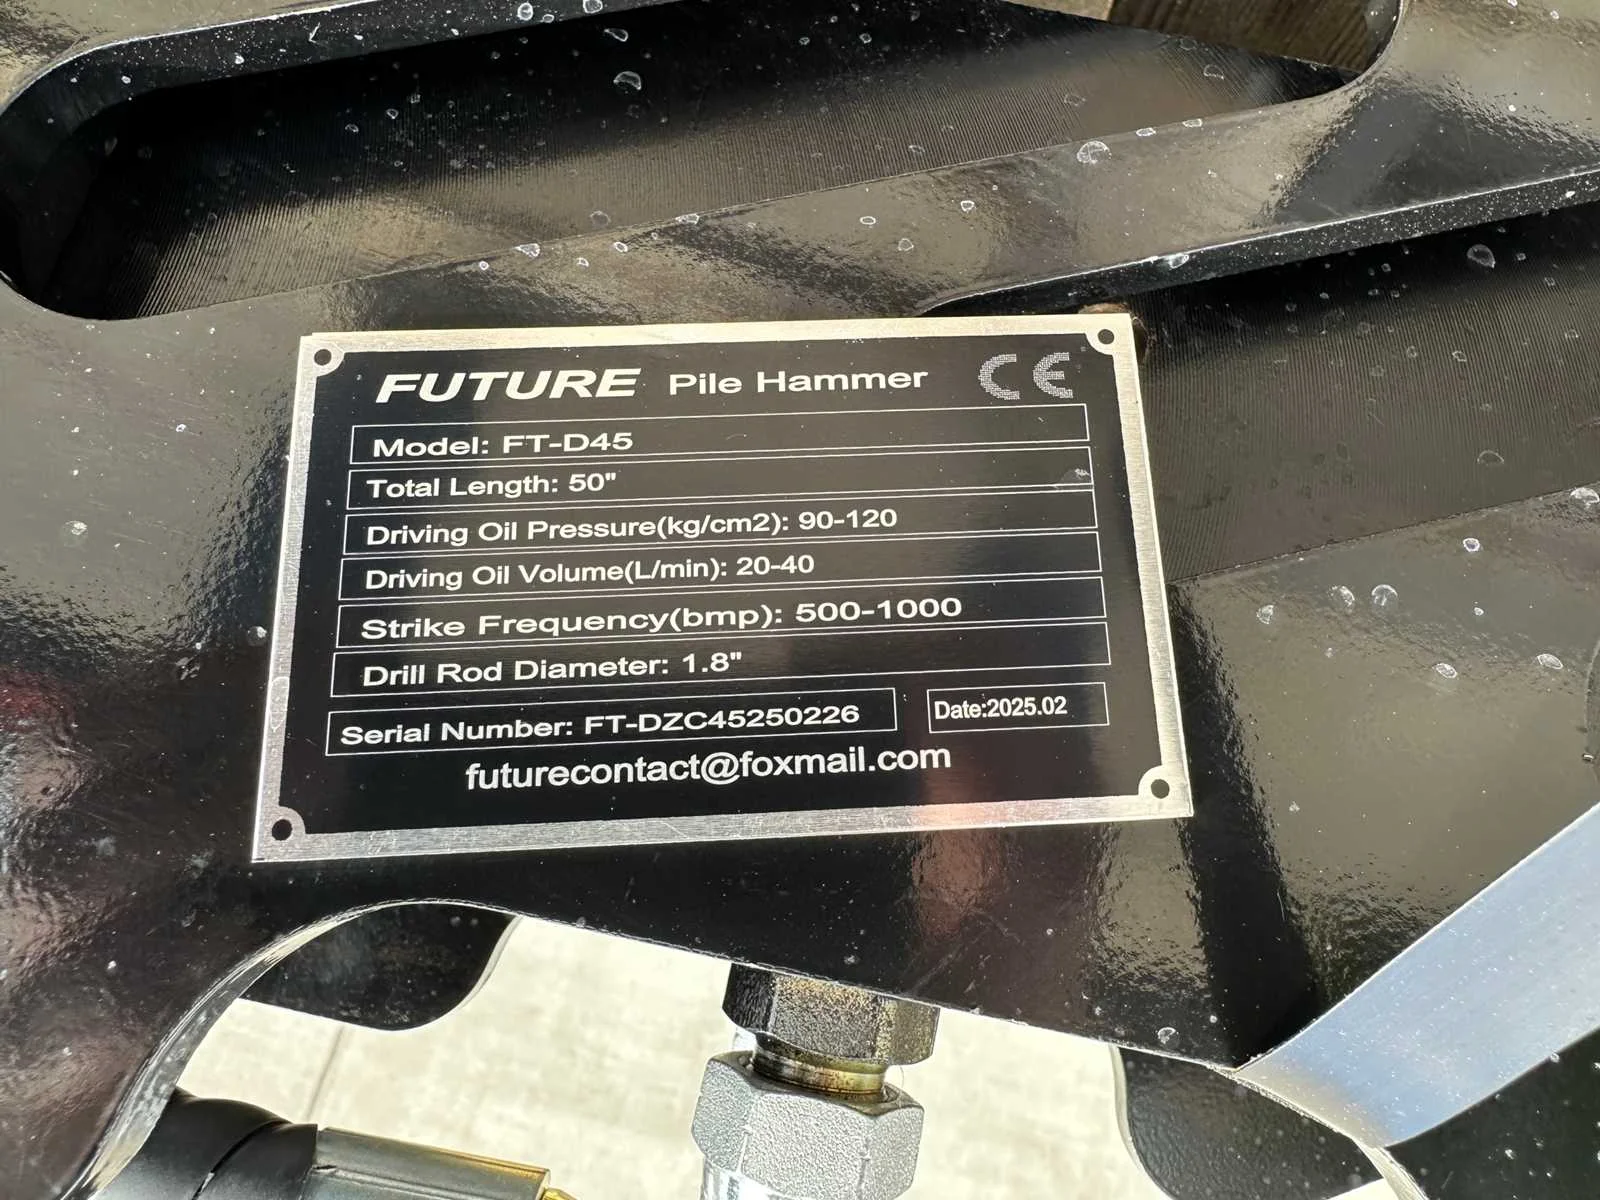 FUTURE Pile Hammer CE
Model: FT-D45
Total Length: 50"
Driving Oil Pressure(kg/cm2): 90-120
Driving Oil Volume(L/min): 20-40
Strike Frequency(bmp): 500-1000
Drill Rod Diameter: 1.8"
Serial Number: FT-DZC45250226 Date:2025.02
futurecontact@foxmail.com